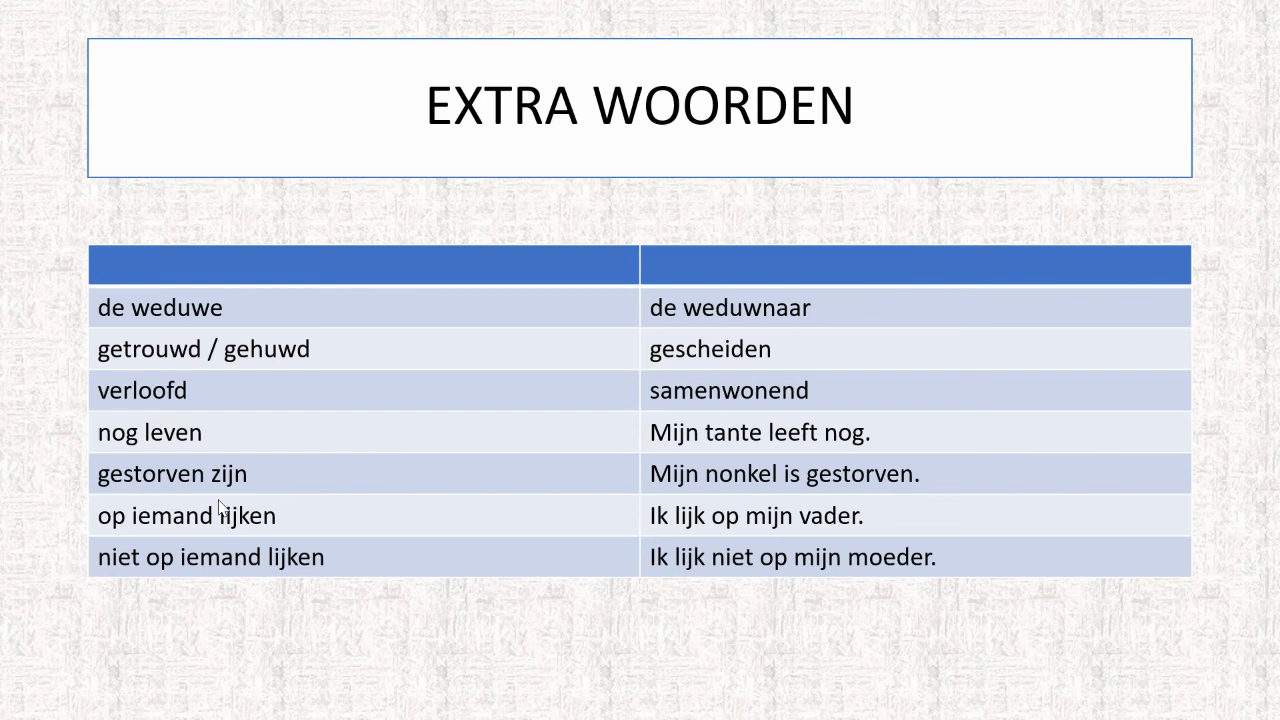 EXTRA WOORDEN
de weduwe de weduwnaar
getrouwd / gehuwd gescheiden
verloofd samenwonend
nog leven Mijn tante leeft nog.
gestorven zijn Mijn nonkel is gestorven.
op iemand lijken Ik lijk op mijn vader.
niet op iemand lijken Ik lijk niet op mijn moeder.